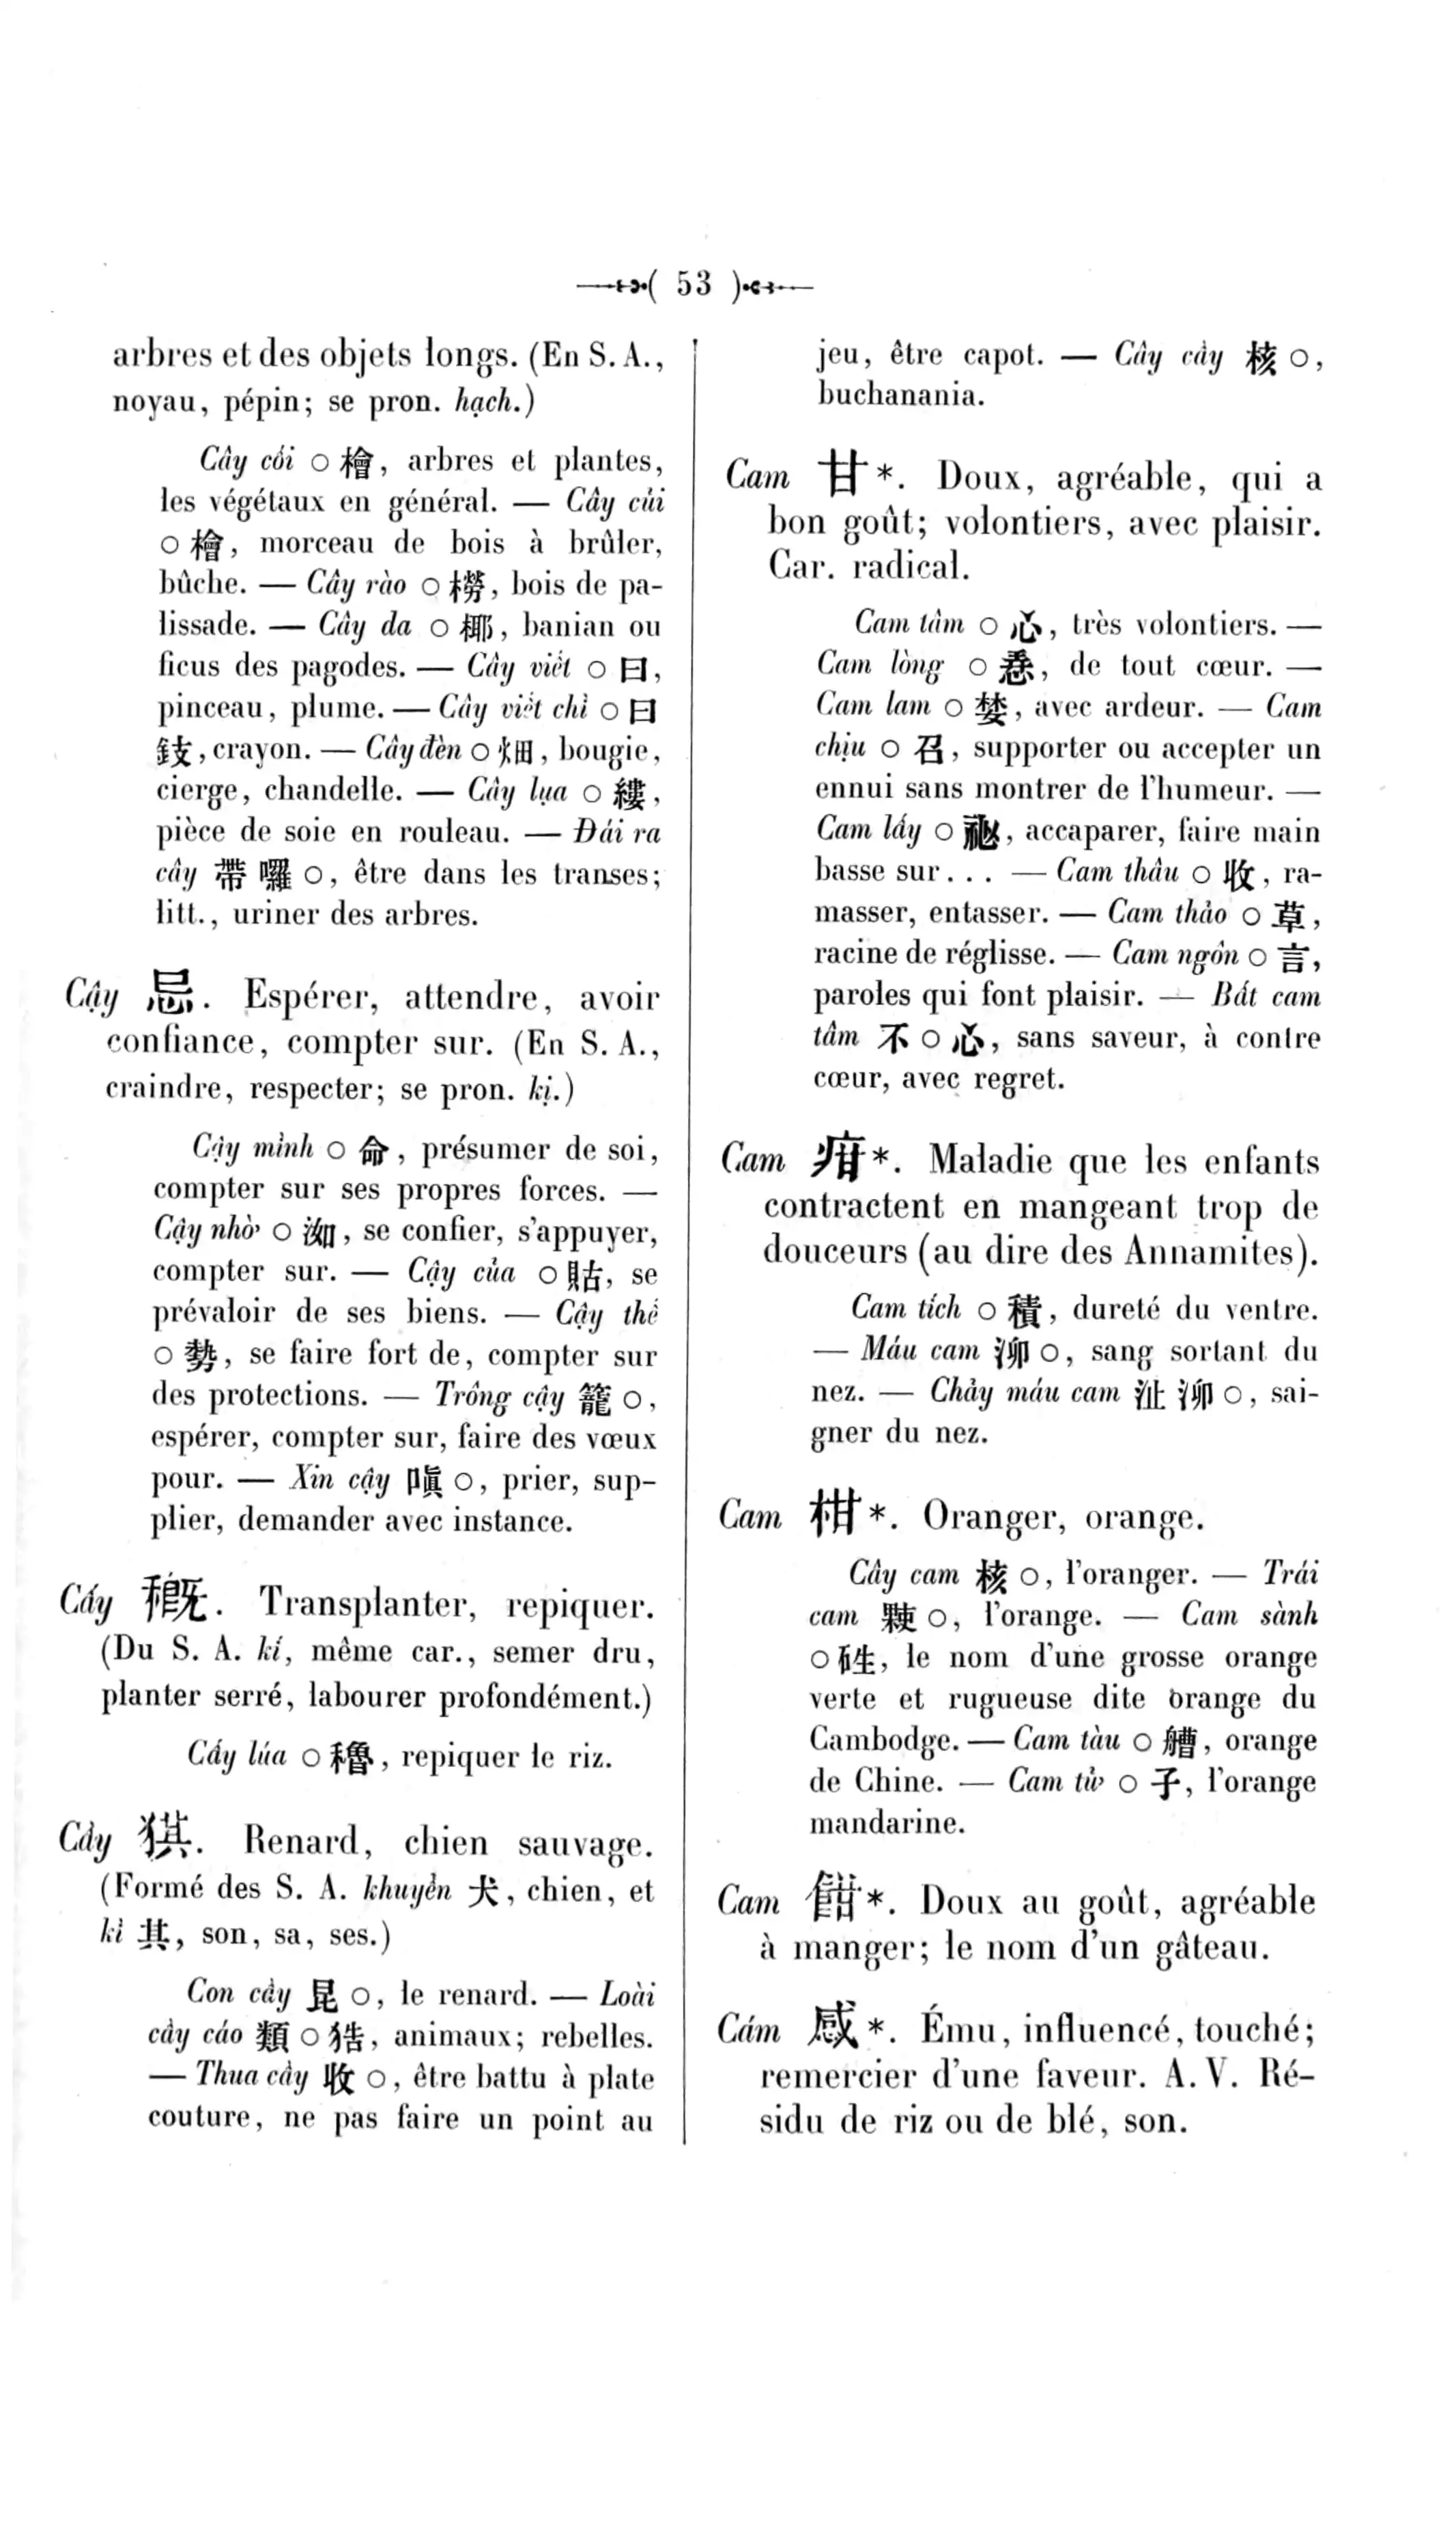 ( 53 )
arbres et des objets longs. (En S. A.,
noyau, pépin; se pron. hạch.)
Cây cối ○ 檜, arbres et plantes,
les végétaux en général. — Cây củi
○ 檜, morceau de bois à brûler,
bûche. — Cây rào ○ 橯, bois de pa-
lissade. — Cây da ○ 椰, banian ou
ficus des pagodes. — Cây viết ○ 曰,
pinceau, plume. — Cây viết chì ○ 曰
鈘, crayon. — Cây đèn ○ 畑, bougie,
cierge, chandelle. — Cây lụa ○ 縷,
pièce de soie en rouleau. — Đái ra
cây 帶 囉 ○, être dans les transes;
litt., uriner des arbres.
Cậy 忌. Espérer, attendre, avoir
confiance, compter sur. (En S. A.,
craindre, respecter; se pron. kị.)
Cậy mình ○ 命, présumer de soi,
compter sur ses propres forces. —
Cậy nhờ ○ 洳, se confier, s'appuyer,
compter sur. — Cậy của ○ 貼, se
prévaloir de ses biens. — Cậy thế
○ 勢, se faire fort de, compter sur
des protections. — Trông cậy 籠 ○,
espérer, compter sur, faire des vœux
pour. — Xin cậy 嗔 ○, prier, sup-
plier, demander avec instance.
Cấy 穊. Transplanter, repiquer.
(Du S. A. kí, même car., semer dru,
planter serré, labourer profondément.)
Cấy lúa ○ 穭, repiquer le riz.
Cầy 猉. Renard, chien sauvage.
(Formé des S. A. khuyển 犬, chien, et
kì 其, son, sa, ses.)
Con cầy 昆 ○, le renard. — Loài
cầy cáo 類 ○ 㹰, animaux; rebelles.
— Thua cầy 收 ○, être battu à plate
couture, ne pas faire un point au
jeu, être capot. — Cây cầy 核 ○,
buchanania.
Cam 甘 *. Doux, agréable, qui a
bon goût; volontiers, avec plaisir.
Car. radical.
Cam tâm ○ 心, très volontiers. —
Cam lòng ○, de tout cœur. —
Cam lam ○ 婪, avec ardeur. — Cam
chịu ○ 召, supporter ou accepter un
ennui sans montrer de l'humeur. —
Cam lấy ○, accaparer, faire main
basse sur... — Cam thâu ○ 收, ra-
masser, entasser. — Cam thảo ○ 草,
racine de réglisse. — Cam ngôn ○ 言,
paroles qui font plaisir. — Bất cam
tâm 不 ○ 心, sans saveur, à contre
cœur, avec regret.
Cam 疳 *. Maladie que les enfants
contractent en mangeant trop de
douceurs (au dire des Annamites).
Cam tích ○ 積, dureté du ventre.
— Máu cam 泖 ○, sang sortant du
nez. — Chảy máu cam 沚 泖 ○, sai-
gner du nez.
Cam 柑 *. Oranger, orange.
Cây cam 核 ○, l'oranger. — Trái
cam ○, l'orange. — Cam sành
○, le nom d'une grosse orange
verte et rugueuse dite orange du
Cambodge. — Cam tàu ○ 艚, orange
de Chine. — Cam tử ○ 子, l'orange
mandarine.
Cam *. Doux au goût, agréable
à manger; le nom d'un gâteau.
Cám 感 *. Ému, influencé, touché;
remercier d'une faveur. A. V. Ré-
sidu de riz ou de blé, son.